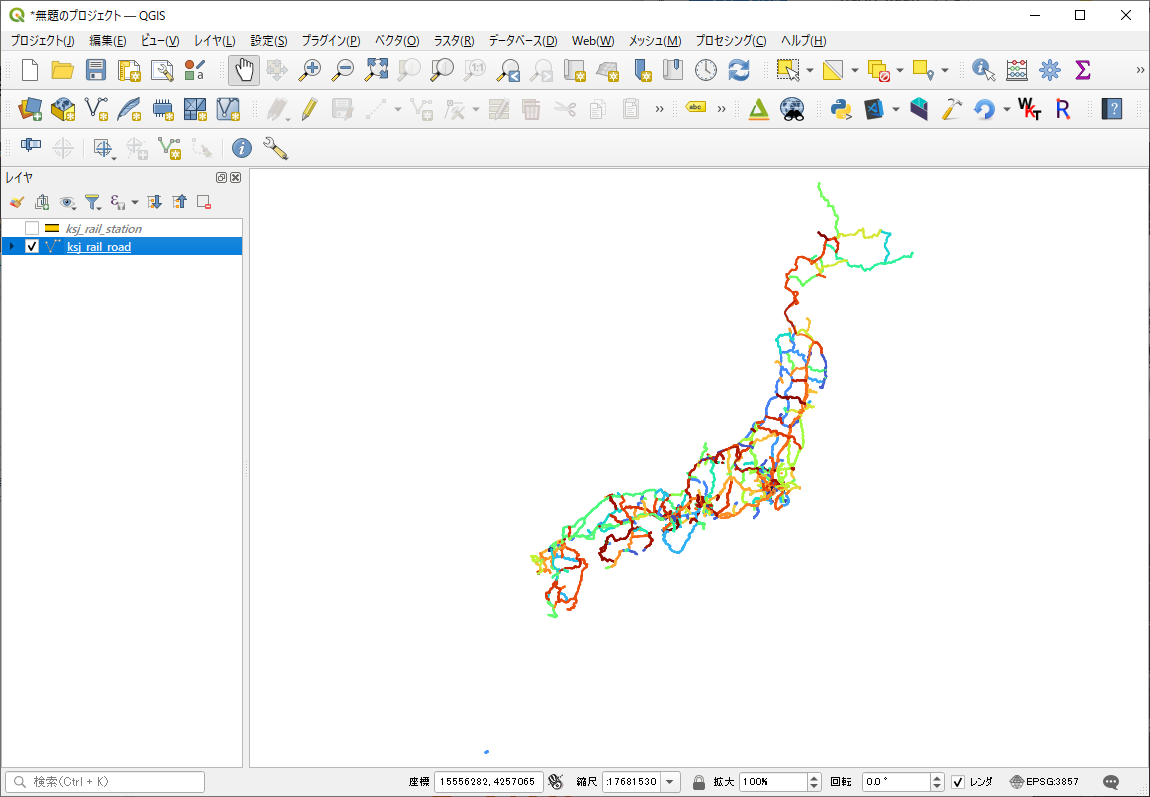 *無題のプロジェクト — QGIS
プロジェクト(J) 編集(E) ビュー(V) レイヤ(L) 設定(S) プラグイン(P) ベクタ(O) ラスタ(R) データベース(D) Web(W) メッシュ(M) プロセシング(C) ヘルプ(H)
1:1
a
abc
WKT R ?
レイヤ
ksj_rail_station
ksj_rail_road
検索(Ctrl + K) 座標 15556282, 4257065 縮尺 :17681530 拡大 100% 回転 0.0 ° レンダ EPSG:3857